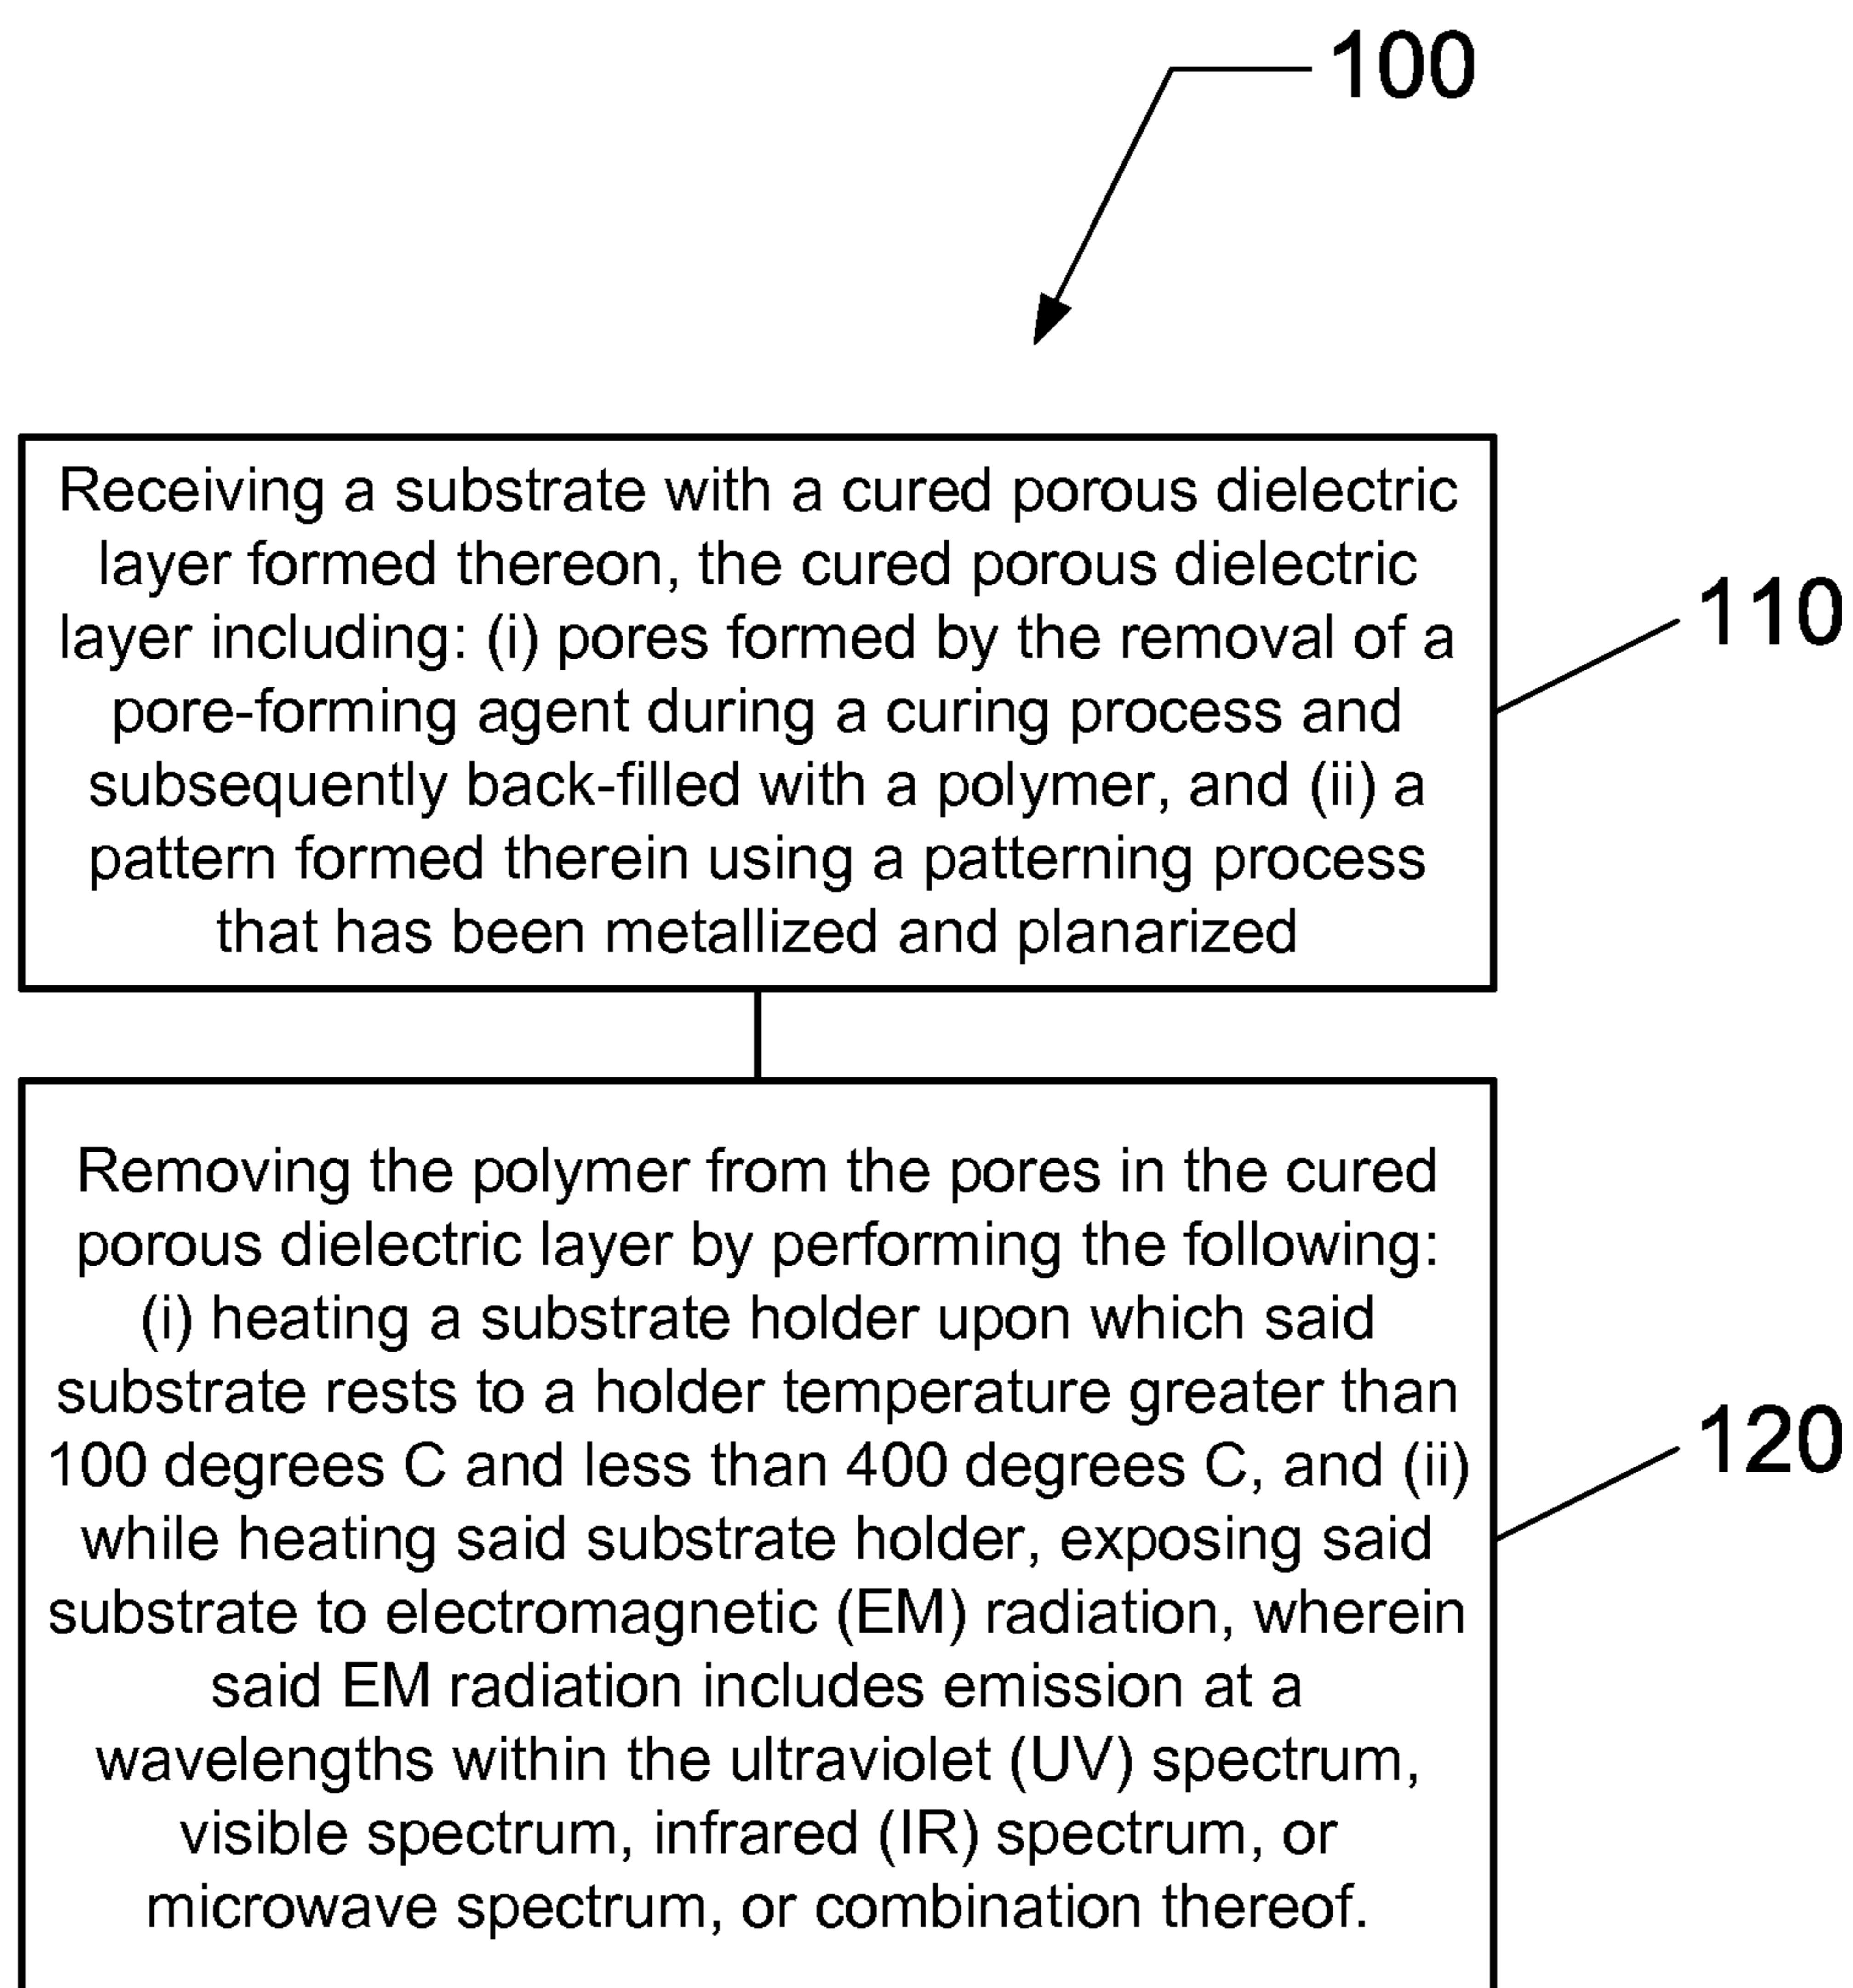 100
Receiving a substrate with a cured porous dielectric
layer formed thereon, the cured porous dielectric
layer including: (i) pores formed by the removal of a
pore-forming agent during a curing process and
subsequently back-filled with a polymer, and (ii) a
pattern formed therein using a patterning process
that has been metallized and planarized
110
Removing the polymer from the pores in the cured
porous dielectric layer by performing the following:
(i) heating a substrate holder upon which said
substrate rests to a holder temperature greater than
100 degrees C and less than 400 degrees C, and (ii)
while heating said substrate holder, exposing said
substrate to electromagnetic (EM) radiation, wherein
said EM radiation includes emission at a
wavelengths within the ultraviolet (UV) spectrum,
visible spectrum, infrared (IR) spectrum, or
microwave spectrum, or combination thereof.
120